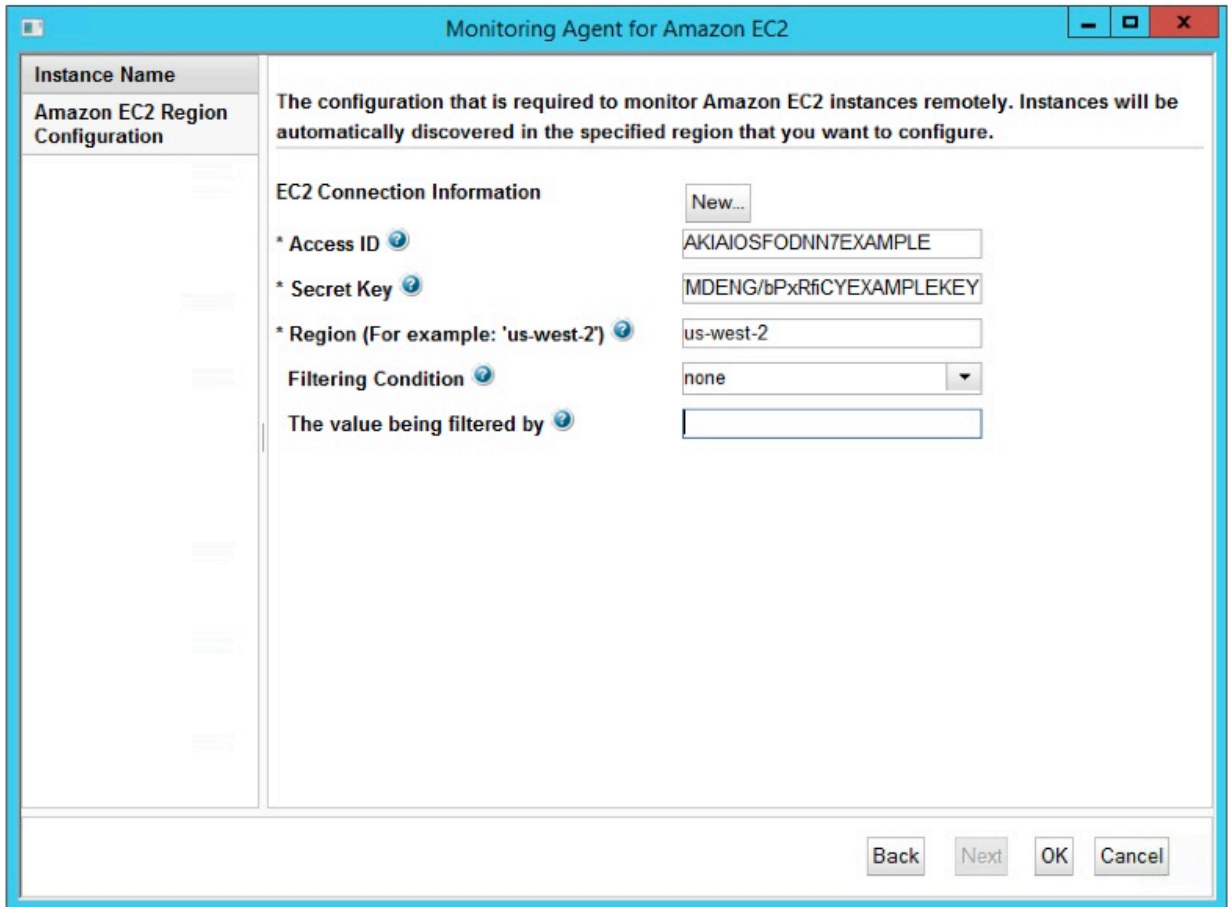 Monitoring Agent for Amazon EC2
Instance Name
Amazon EC2 Region
Configuration
The configuration that is required to monitor Amazon EC2 instances remotely. Instances will be
automatically discovered in the specified region that you want to configure.
EC2 Connection Information New...
* Access ID AKIAIOSFODNN7EXAMPLE
* Secret Key MDENG/bPxRfiCYEXAMPLEKEY
* Region (For example: 'us-west-2') us-west-2
Filtering Condition none
The value being filtered by
Back Next OK Cancel